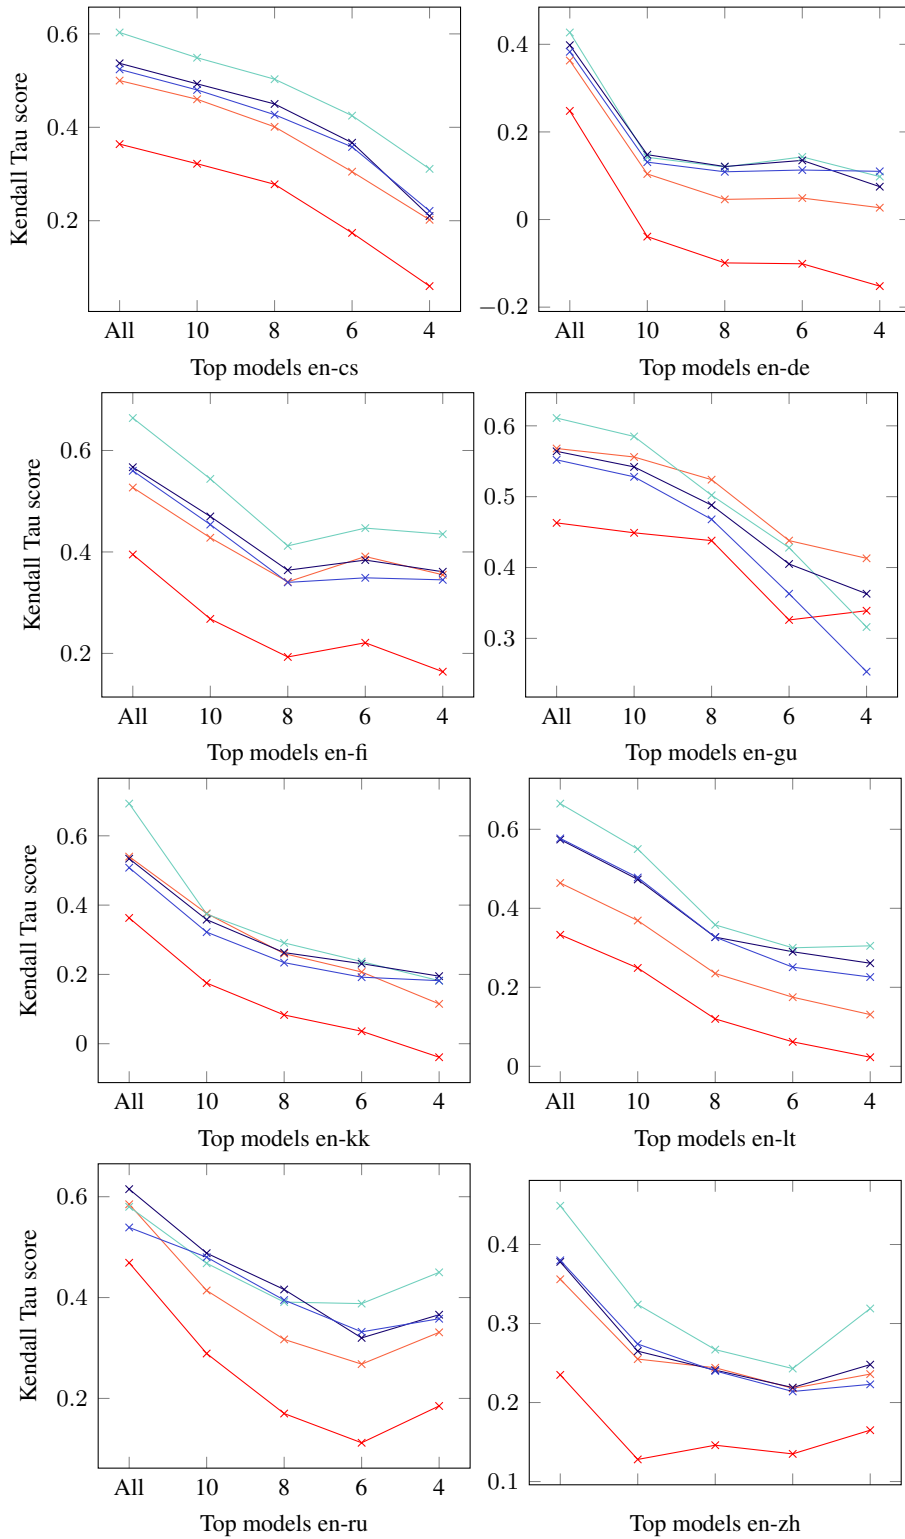 0.6
0.4
0.2
Kendall Tau score
All 10 8 6 4
Top models en-cs
0.4
0.2
0
−0.2
All 10 8 6 4
Top models en-de
0.6
0.4
0.2
Kendall Tau score
All 10 8 6 4
Top models en-fi
0.6
0.5
0.4
0.3
All 10 8 6 4
Top models en-gu
0.6
0.4
0.2
0
Kendall Tau score
All 10 8 6 4
Top models en-kk
0.6
0.4
0.2
0
All 10 8 6 4
Top models en-lt
0.6
0.4
0.2
Kendall Tau score
All 10 8 6 4
Top models en-ru
0.4
0.3
0.2
0.1
Top models en-zh